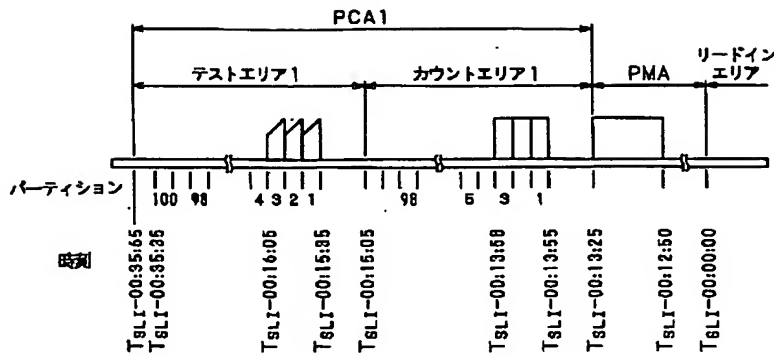 PCA1
テストエリア1
カウントエリア1
PMA
リードイン
エリア
パーティション
100
98
4
3
2
1
98
5
3
1
時刻
TSLI-00:35:65
TSLI-00:35:35
TSLI-00:16:05
TSLI-00:15:35
TSLI-00:15:05
TSLI-00:13:58
TSLI-00:13:55
TSLI-00:13:25
TSLI-00:12:50
TSLI-00:00:00